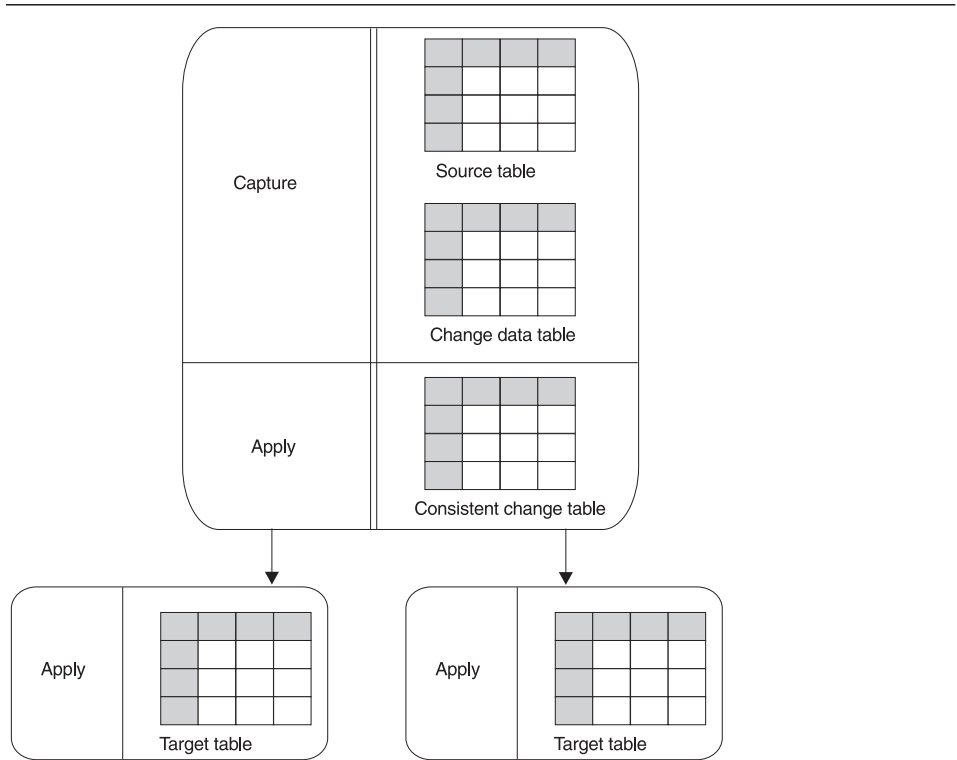 Capture
Source table
Change data table
Apply
Consistent change table
Apply
Target table
Apply
Target table